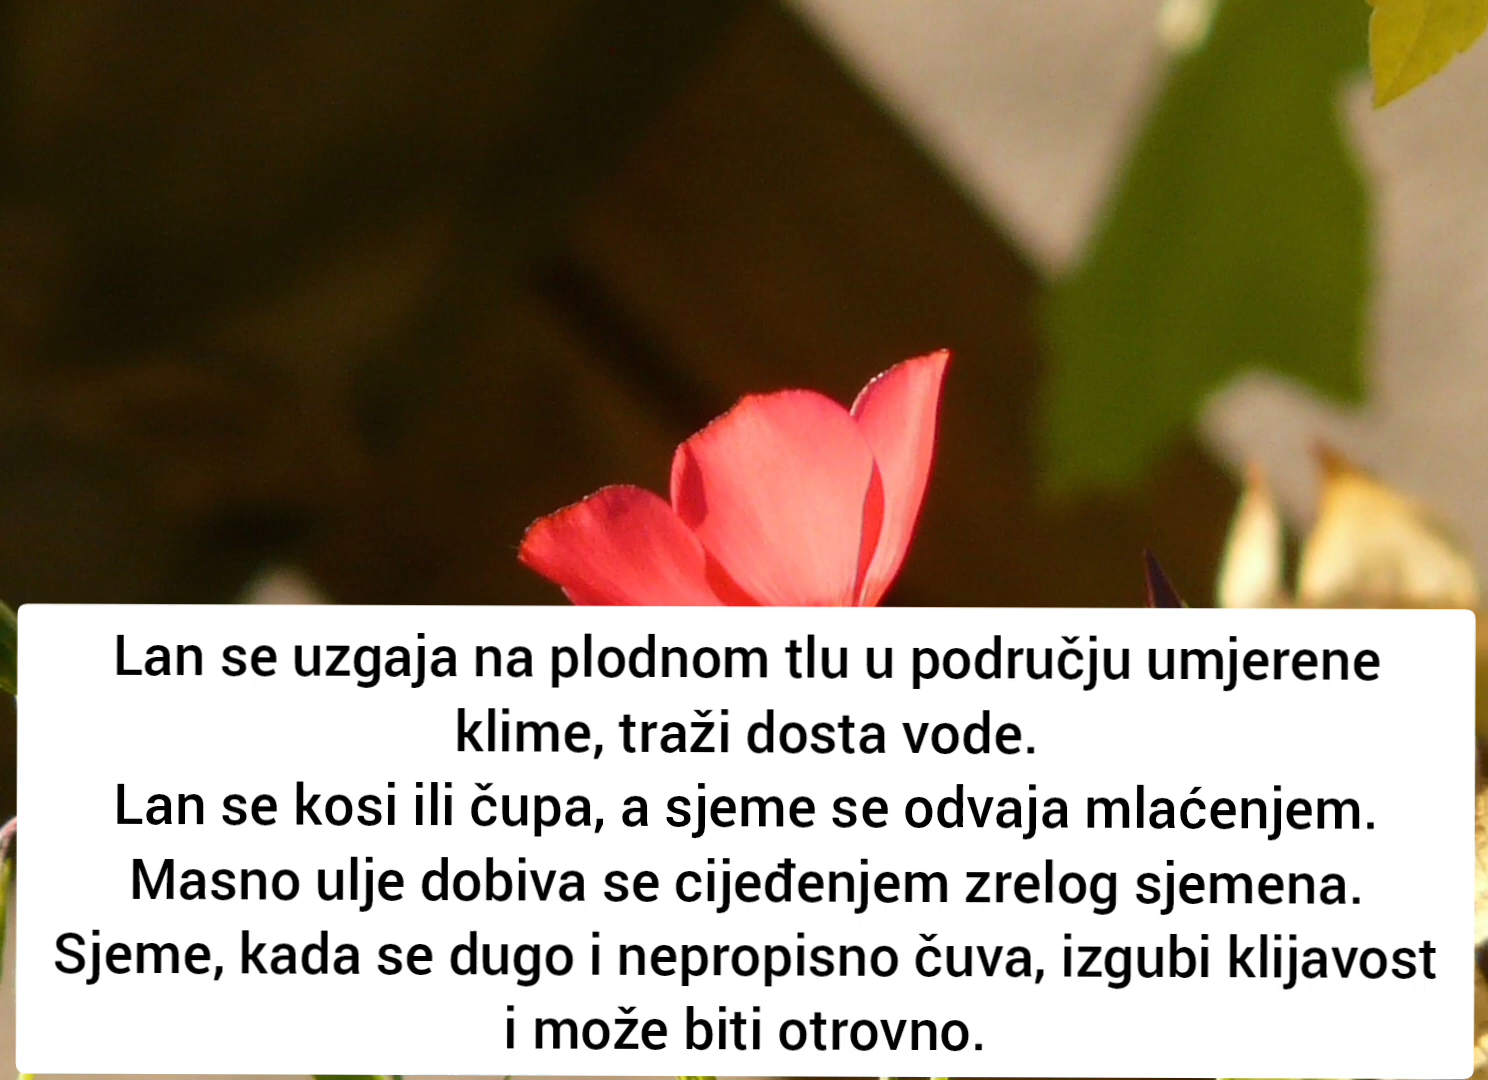 Lan se uzgaja na plodnom tlu u području umjerene
klime, traži dosta vode.
Lan se kosi ili čupa, a sjeme se odvaja mlaćenjem.
Masno ulje dobiva se cijeđenjem zrelog sjemena.
Sjeme, kada se dugo i nepropisno čuva, izgubi klijavost
i može biti otrovno.